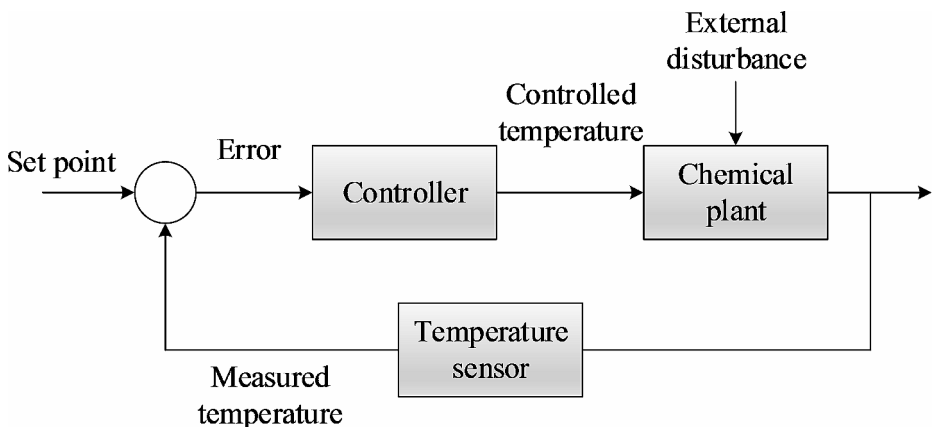 External
disturbance
Controlled
temperature
Set point
Error
Controller
Chemical
plant
Temperature
sensor
Measured
temperature